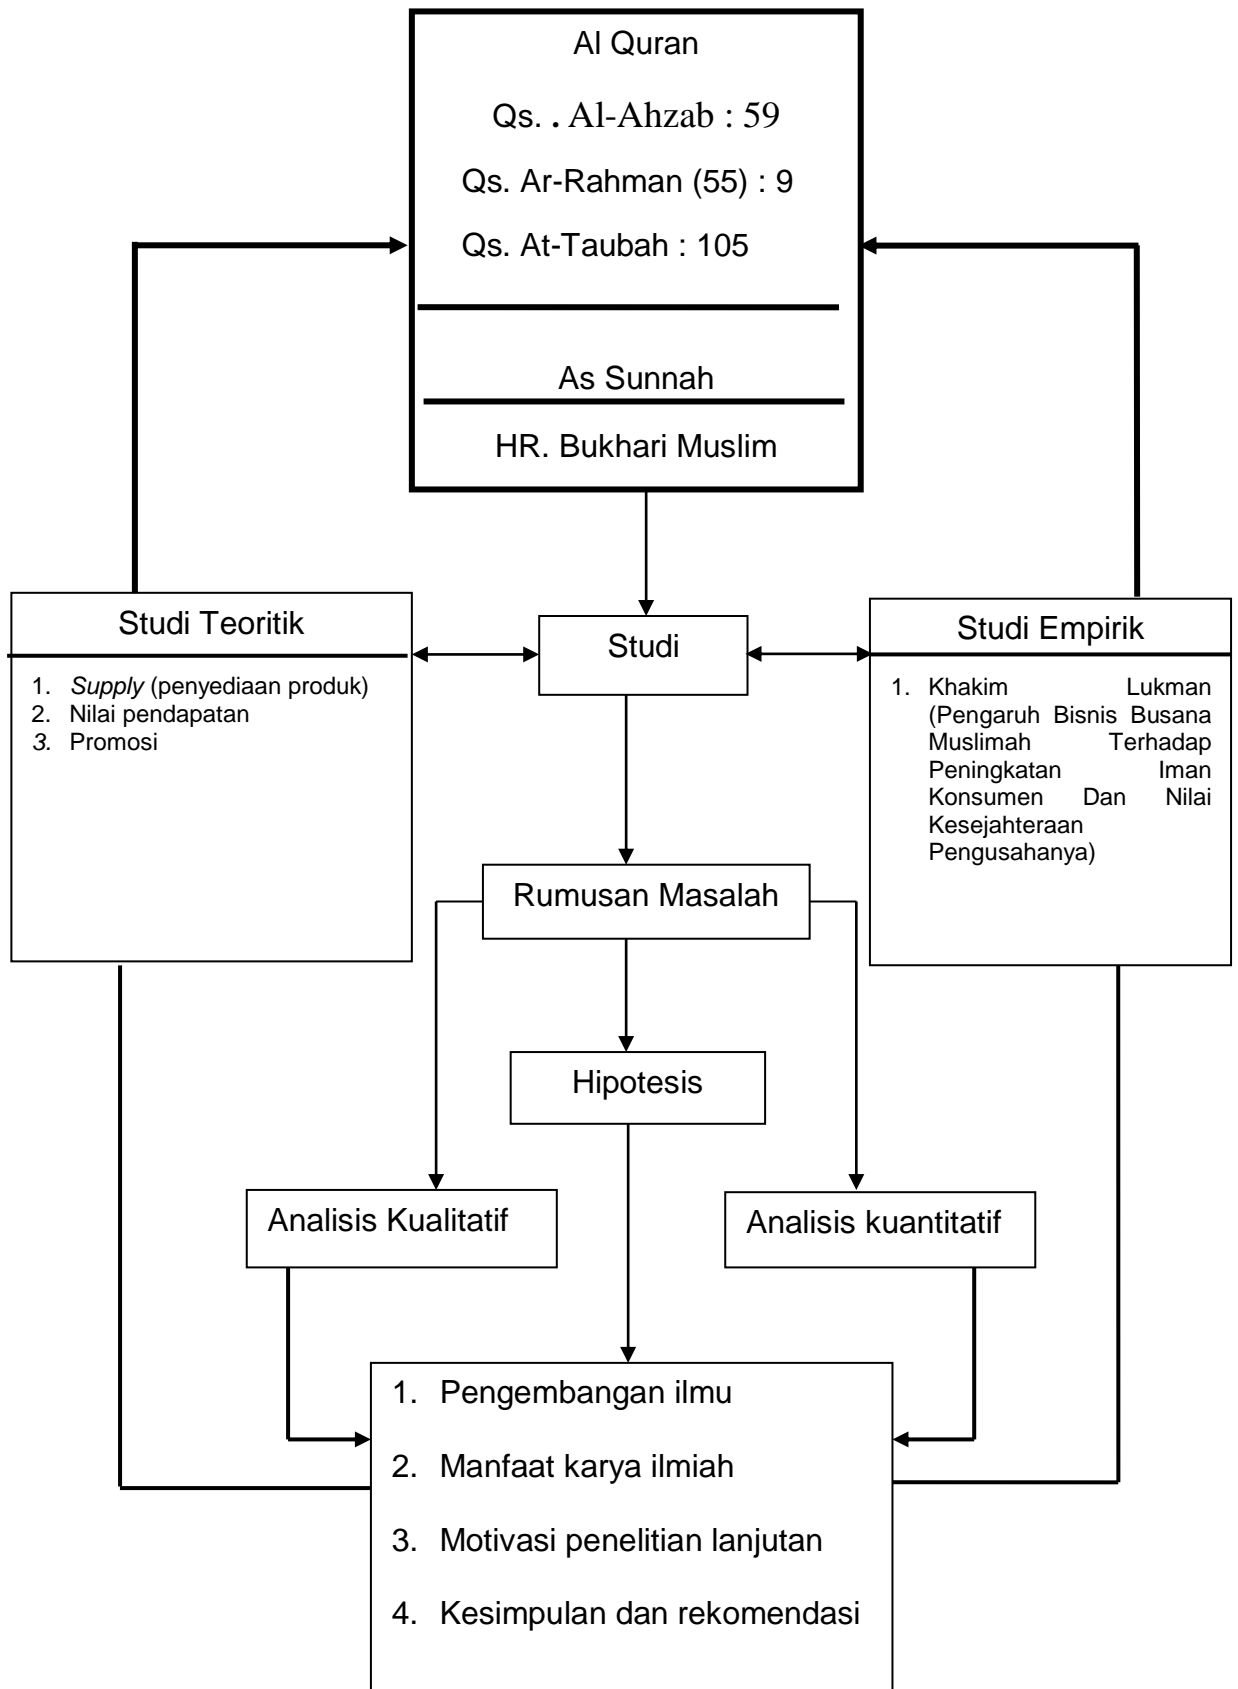 Al Quran
Qs. . Al-Ahzab : 59
Qs. Ar-Rahman (55) : 9
Qs. At-Taubah : 105
As Sunnah
HR. Bukhari Muslim
Studi Teoritik
1. Supply (penyediaan produk)
2. Nilai pendapatan
3. Promosi
Studi
Studi Empirik
1. Khakim Lukman
(Pengaruh Bisnis Busana
Muslimah Terhadap
Peningkatan Iman
Konsumen Dan Nilai
Kesejahteraan
Pengusahanya)
Rumusan Masalah
Hipotesis
Analisis Kualitatif
Analisis kuantitatif
1. Pengembangan ilmu
2. Manfaat karya ilmiah
3. Motivasi penelitian lanjutan
4. Kesimpulan dan rekomendasi